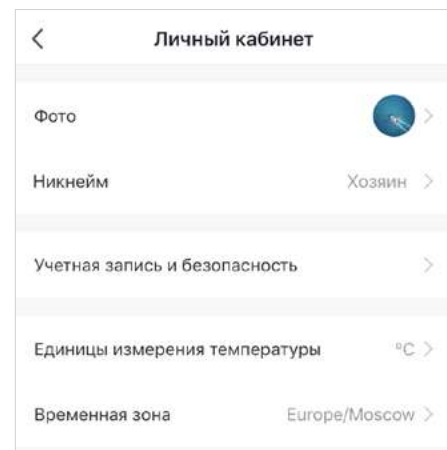 Личный кабинет
Фото
Никнейм Хозяин
Учетная запись и безопасность
Единицы измерения температуры °C
Временная зона Europe/Moscow